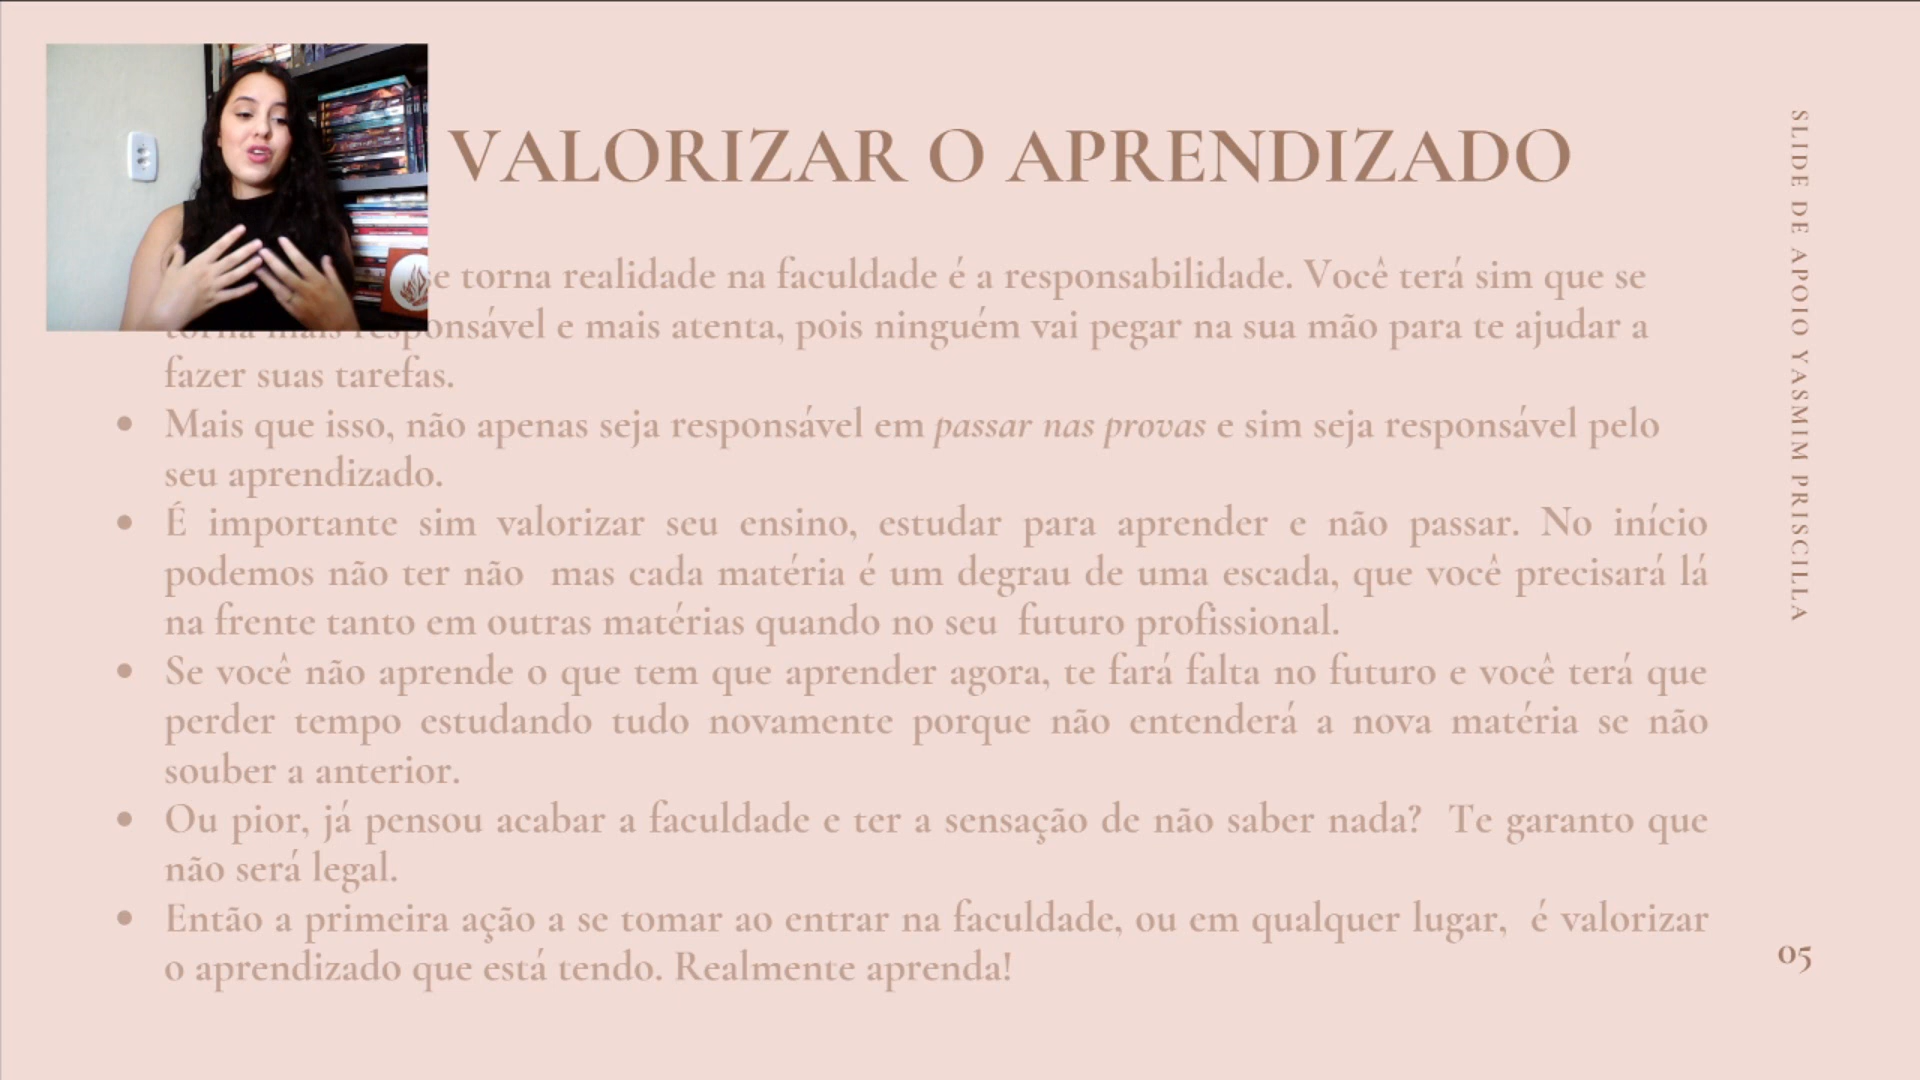 VALORIZAR O APRENDIZADO
e torna realidade na faculdade é a responsabilidade. Você terá sim que se
torna mais responsável e mais atenta, pois ninguém vai pegar na sua mão para te ajudar a
fazer suas tarefas.
Mais que isso, não apenas seja responsável em passar nas provas e sim seja responsável pelo
seu aprendizado.
É importante sim valorizar seu ensino, estudar para aprender e não passar. No início
podemos não ter não mas cada matéria é um degrau de uma escada, que você precisará lá
na frente tanto em outras matérias quando no seu futuro profissional.
Se você não aprende o que tem que aprender agora, te fará falta no futuro e você terá que
perder tempo estudando tudo novamente porque não entenderá a nova matéria se não
souber a anterior.
Ou pior, já pensou acabar a faculdade e ter a sensação de não saber nada? Te garanto que
não será legal.
Então a primeira ação a se tomar ao entrar na faculdade, ou em qualquer lugar, é valorizar
o aprendizado que está tendo. Realmente aprenda!
SLIDE DE APOIO YASMIM PRISCILLA
05